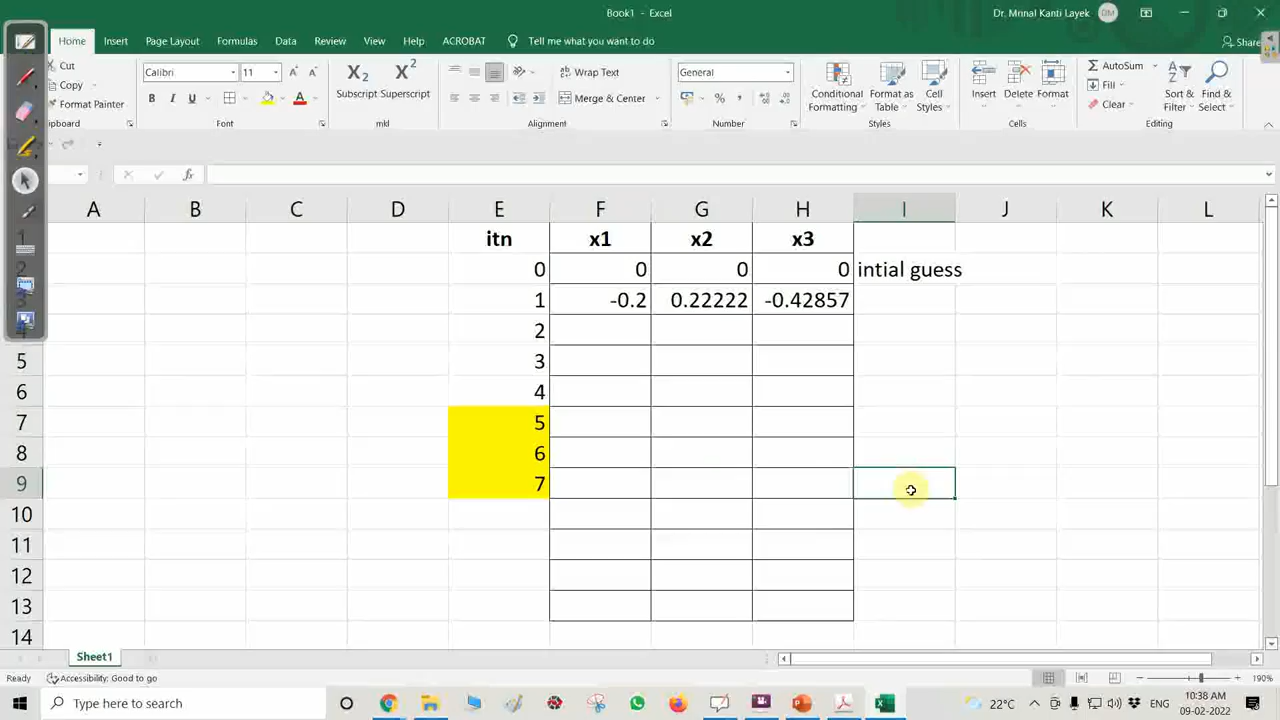 Book1 - Excel
Dr. Mrinal Kanti Layek
DM
Home
Insert
Page Layout
Formulas
Data
Review
View
Help
ACROBAT
Tell me what you want to do
Share
Cut
Copy
Format Painter
Calibri
11
Subscript
Superscript
Wrap Text
Merge & Center
General
Conditional Formatting
Format as Table
Cell Styles
Insert
Delete
Format
AutoSum
Fill
Clear
Sort & Filter
Find & Select
lipboard
Font
mkl
Alignment
Number
Styles
Cells
Editing
fx
A B C D E F G H I J K L
itn x1 x2 x3
0 0 0 0 intial guess
1 -0.2 0.22222 -0.42857
2
5 3
6 4
7 5
8 6
9 7
10
11
12
13
14
Sheet1
Ready
Accessibility: Good to go
190%
Type here to search
22°C
ENG
10:38 AM
09-02-2022